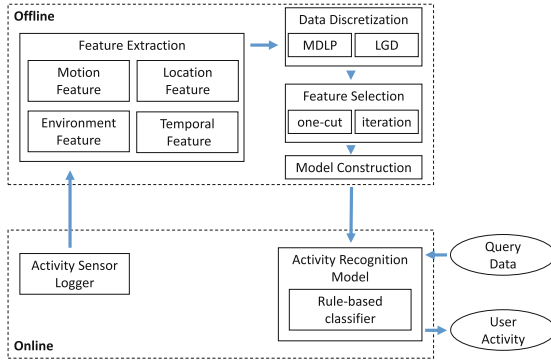 Offline
Feature Extraction
Motion
Feature
Location
Feature
Environment
Feature
Temporal
Feature
Data Discretization
MDLP
LGD
Feature Selection
one-cut
iteration
Model Construction
Activity Sensor
Logger
Activity Recognition
Model
Rule-based
classifier
Query
Data
User
Activity
Online